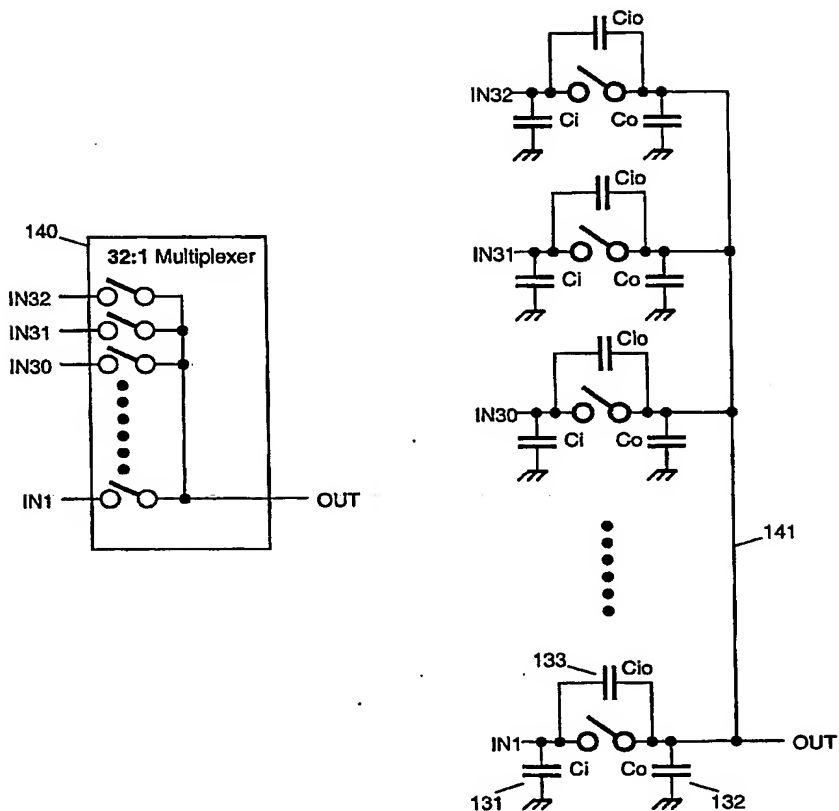 140
32:1 Multiplexer
IN32
IN31
IN30
IN1
OUT
Cio
IN32
Ci
Co
Cio
IN31
Ci
Co
Cio
IN30
Ci
Co
141
133
Cio
IN1
Ci
Co
OUT
131
132